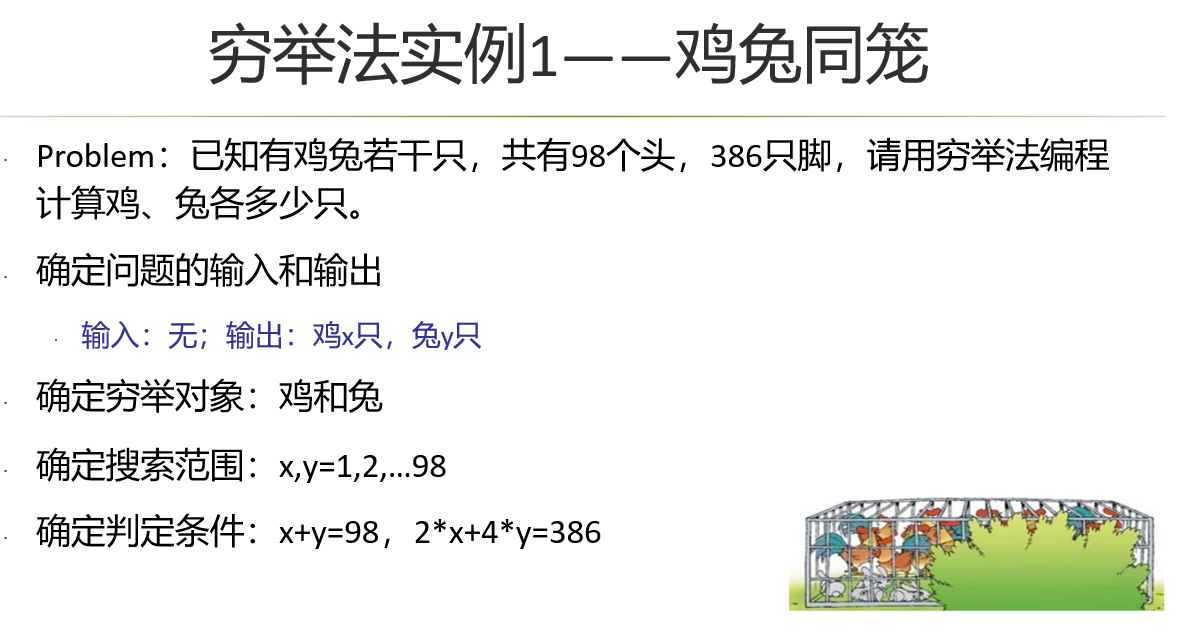 穷举法实例1——鸡兔同笼
Problem：已知有鸡兔若干只，共有98个头，386只脚，请用穷举法编程
计算鸡、兔各多少只。
确定问题的输入和输出
输入：无；输出：鸡x只，兔y只
确定穷举对象：鸡和兔
确定搜索范围：x,y=1,2,…98
确定判定条件：x+y=98，2*x+4*y=386